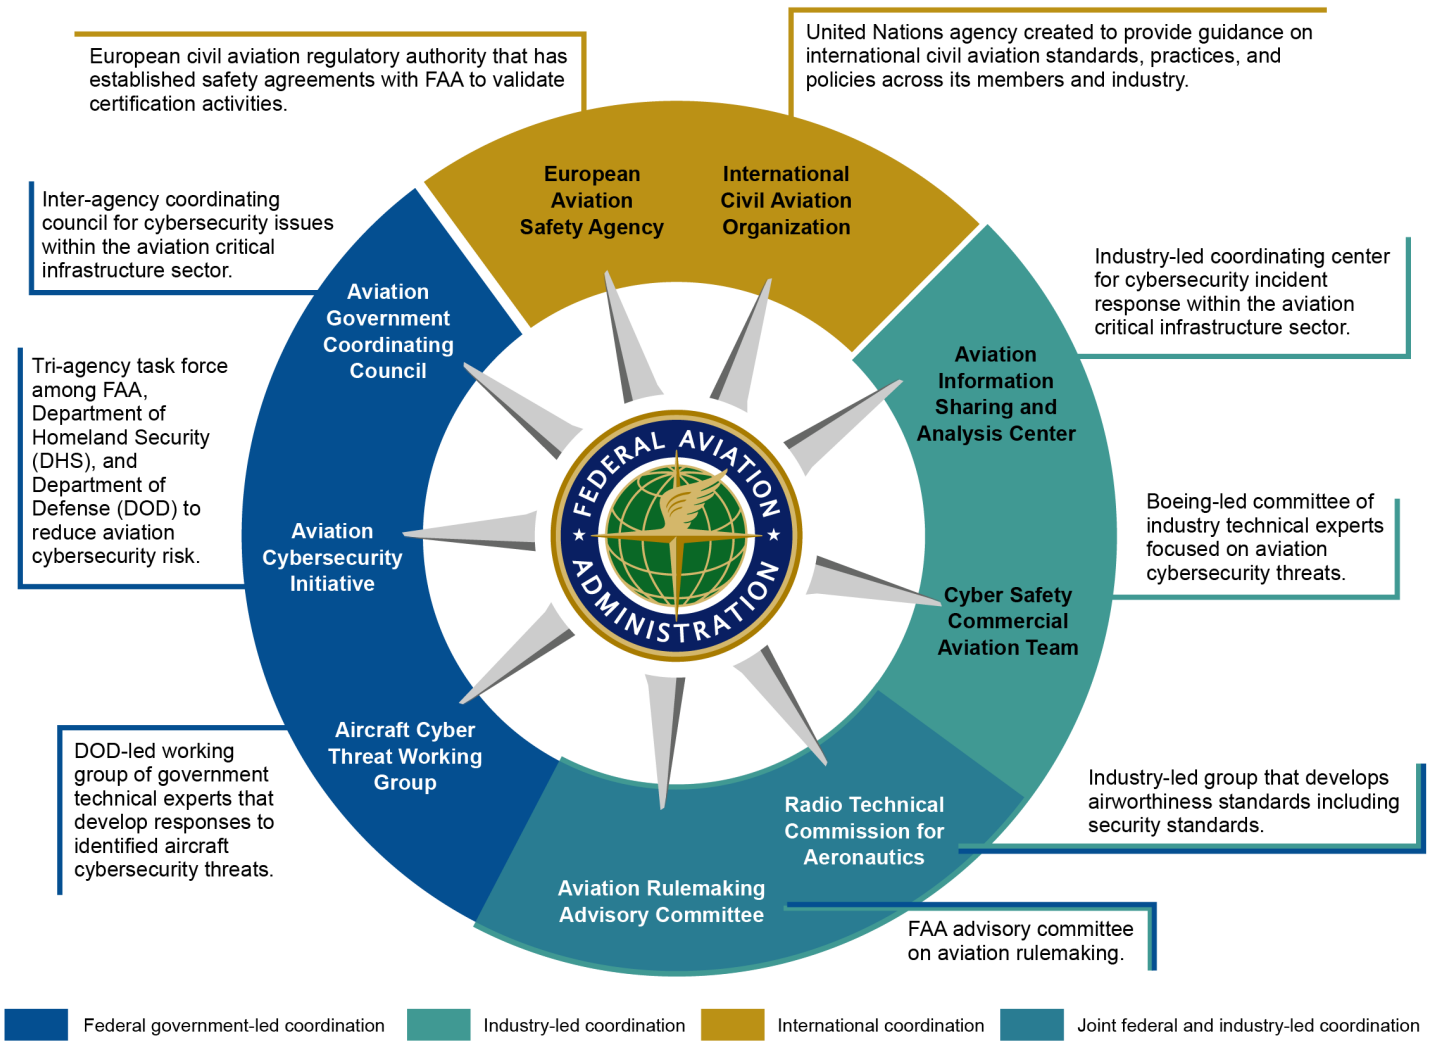 European civil aviation regulatory authority that has
established safety agreements with FAA to validate
certification activities.
United Nations agency created to provide guidance on
international civil aviation standards, practices, and
policies across its members and industry.
European
Aviation
Safety Agency
International
Civil Aviation
Organization
Inter-agency coordinating
council for cybersecurity issues
within the aviation critical
infrastructure sector.
Aviation
Government
Coordinating
Council
Industry-led coordinating center
for cybersecurity incident
response within the aviation
critical infrastructure sector.
Aviation
Information
Sharing and
Analysis Center
Tri-agency task force
among FAA,
Department of
Homeland Security
(DHS), and
Department of
Defense (DOD) to
reduce aviation
cybersecurity risk.
Aviation
Cybersecurity
Initiative
FEDERAL AVIATION
ADMINISTRATION
Boeing-led committee of
industry technical experts
focused on aviation
cybersecurity threats.
Cyber Safety
Commercial
Aviation Team
Aircraft Cyber
Threat Working
Group
DOD-led working
group of government
technical experts that
develop responses to
identified aircraft
cybersecurity threats.
Radio Technical
Commission for
Aeronautics
Industry-led group that develops
airworthiness standards including
security standards.
Aviation Rulemaking
Advisory Committee
FAA advisory committee
on aviation rulemaking.
Federal government-led coordination
Industry-led coordination
International coordination
Joint federal and industry-led coordination